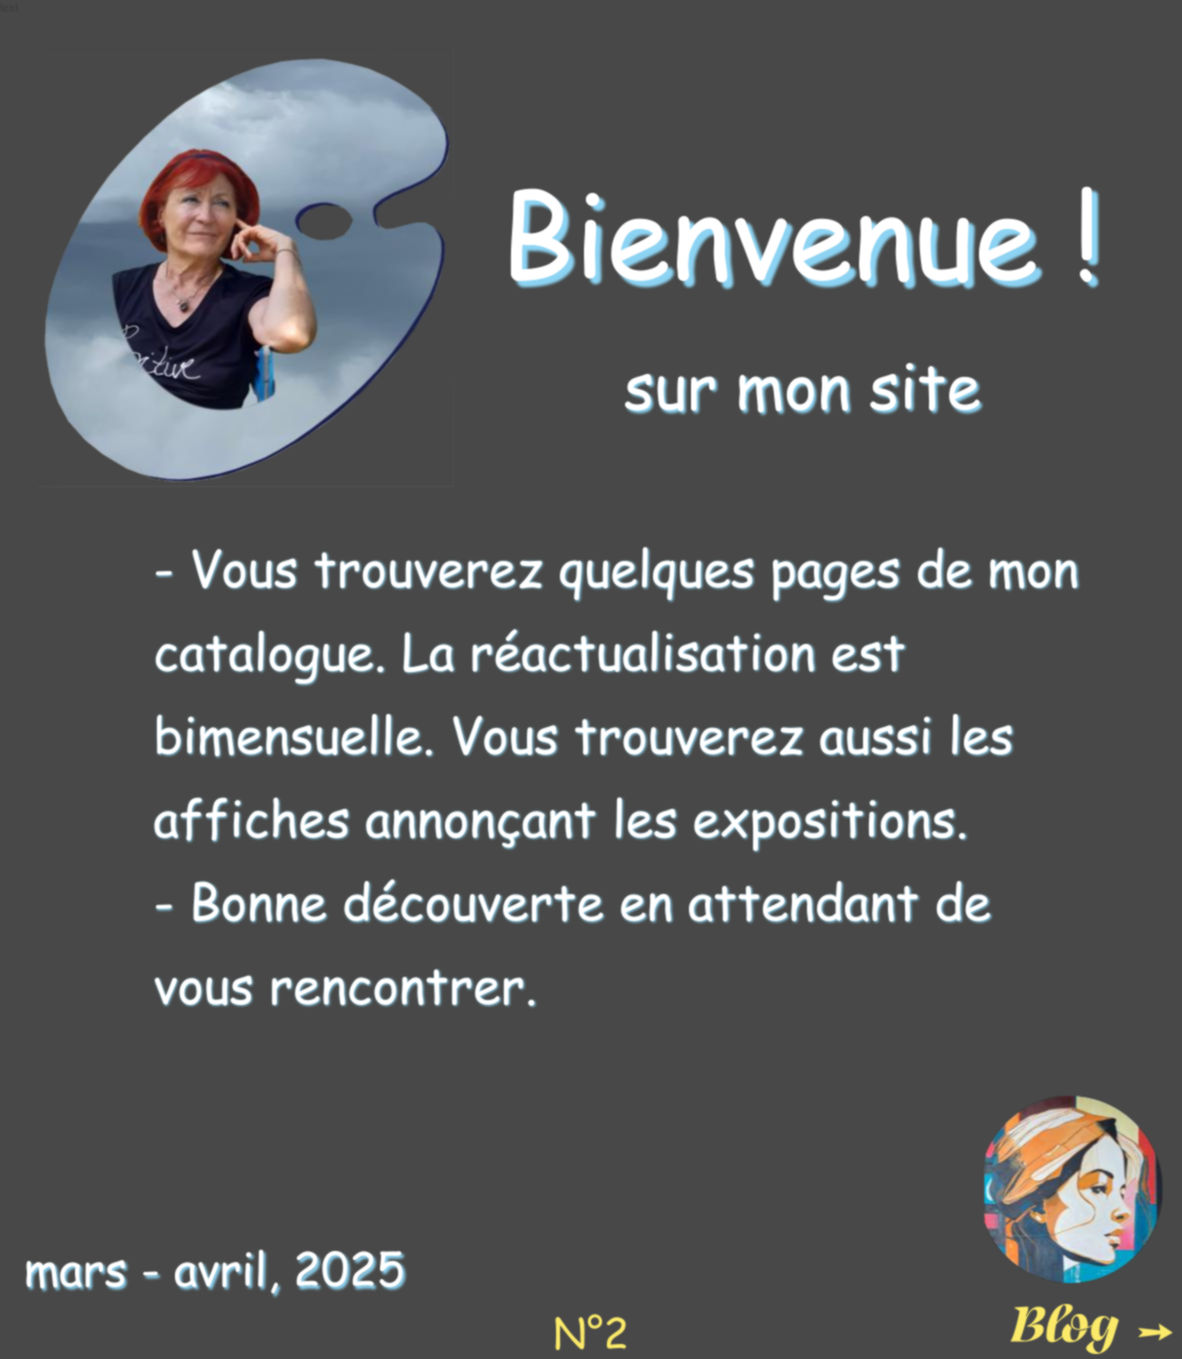 Bienvenue !
sur mon site
- Vous trouverez quelques pages de mon
catalogue. La réactualisation est
bimensuelle. Vous trouverez aussi les
affiches annonçant les expositions.
- Bonne découverte en attendant de
vous rencontrer.
mars - avril, 2025
N°2
Blog →